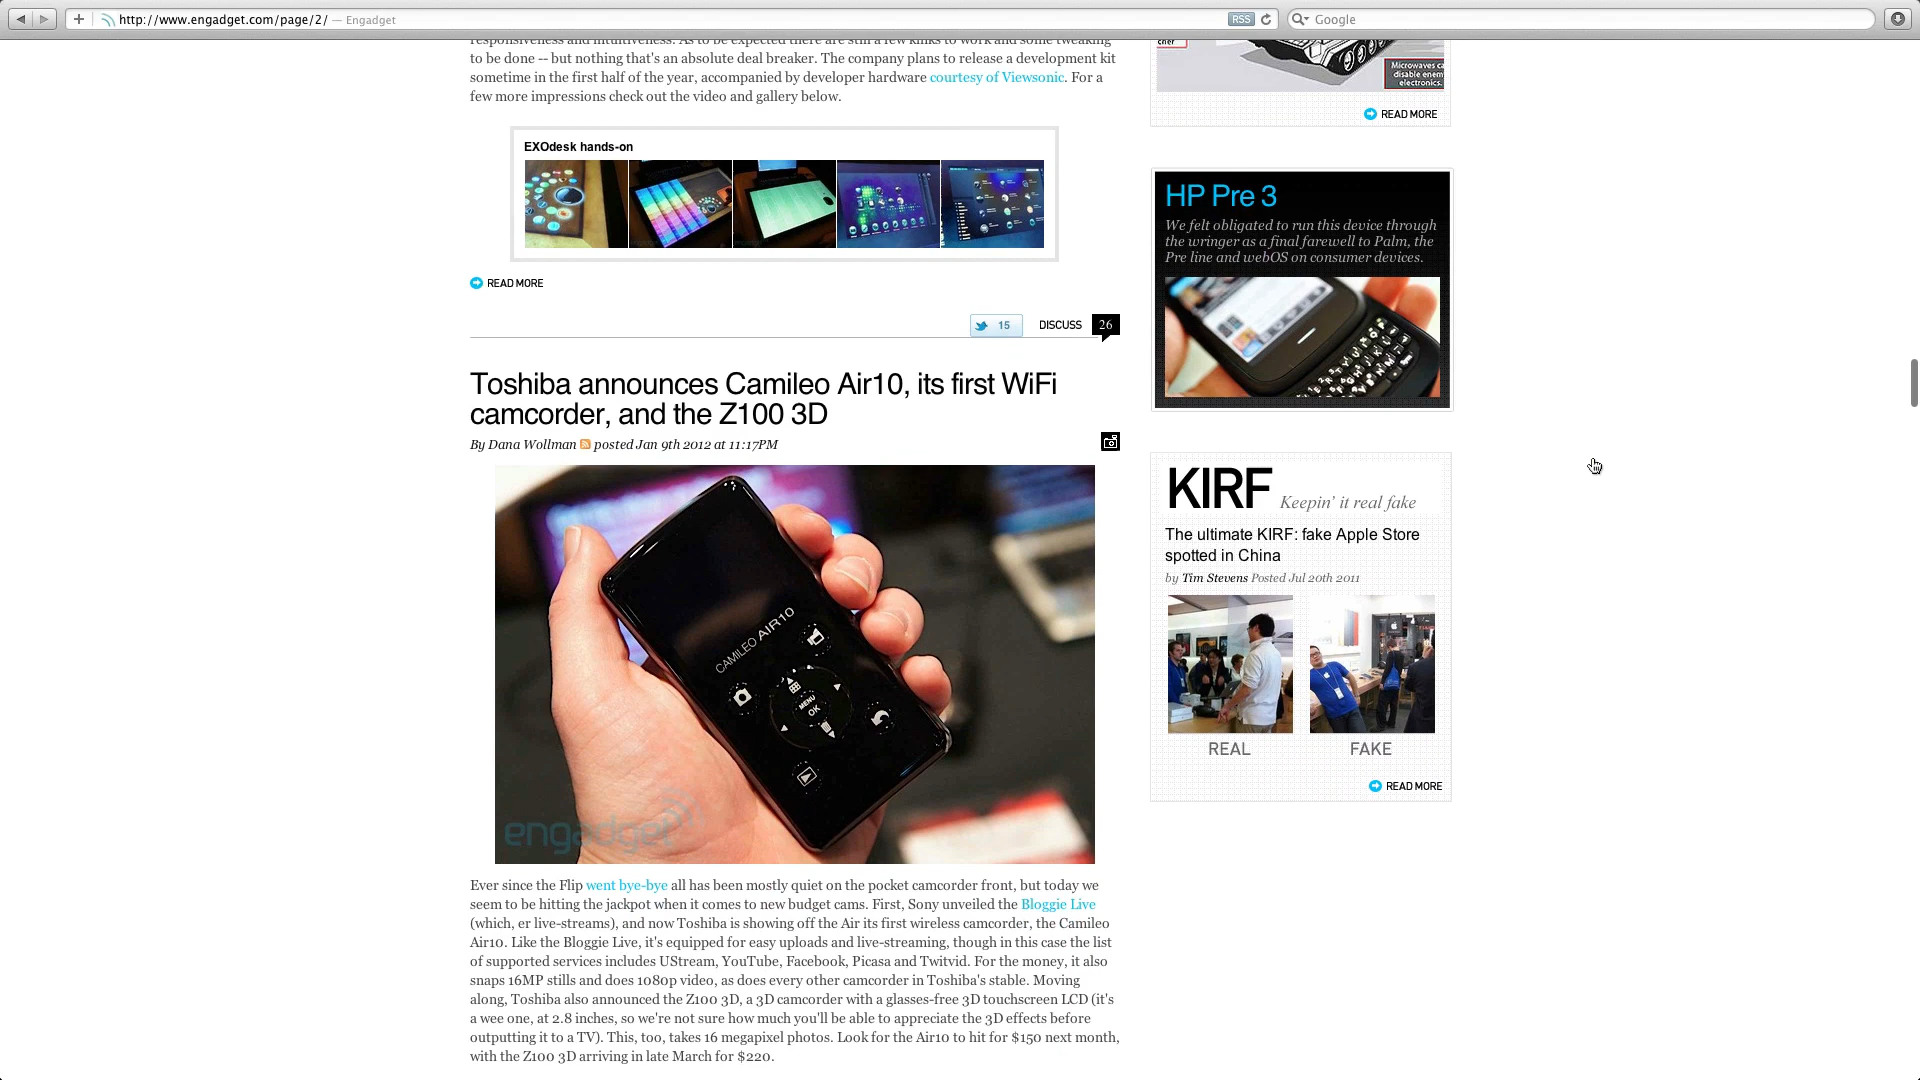 http://www.engadget.com/page/2/ — Engadget
RSS
Google
responsiveness and intuitiveness. As to be expected there are still a few kinks to work and some tweaking
to be done -- but nothing that's an absolute deal breaker. The company plans to release a development kit
sometime in the first half of the year, accompanied by developer hardware courtesy of Viewsonic. For a
few more impressions check out the video and gallery below.
EXOdesk hands-on
READ MORE
15
DISCUSS
26
Toshiba announces Camileo Air10, its first WiFi
camcorder, and the Z100 3D
By Dana Wollman posted Jan 9th 2012 at 11:17PM
CAMILEO AIR10
MENU
OK
engadget
Ever since the Flip went bye-bye all has been mostly quiet on the pocket camcorder front, but today we
seem to be hitting the jackpot when it comes to new budget cams. First, Sony unveiled the Bloggie Live
(which, er live-streams), and now Toshiba is showing off the Air its first wireless camcorder, the Camileo
Air10. Like the Bloggie Live, it's equipped for easy uploads and live-streaming, though in this case the list
of supported services includes UStream, YouTube, Facebook, Picasa and Twitvid. For the money, it also
snaps 16MP stills and does 1080p video, as does every other camcorder in Toshiba's stable. Moving
along, Toshiba also announced the Z100 3D, a 3D camcorder with a glasses-free 3D touchscreen LCD (it's
a wee one, at 2.8 inches, so we're not sure how much you'll be able to appreciate the 3D effects before
outputting it to a TV). This, too, takes 16 megapixel photos. Look for the Air10 to hit for $150 next month,
with the Z100 3D arriving in late March for $220.
cher
Microwaves ca
disable enem
electronics.
READ MORE
HP Pre 3
We felt obligated to run this device through
the wringer as a final farewell to Palm, the
Pre line and webOS on consumer devices.
KIRF Keepin' it real fake
The ultimate KIRF: fake Apple Store
spotted in China
by Tim Stevens Posted Jul 20th 2011
REAL
FAKE
READ MORE